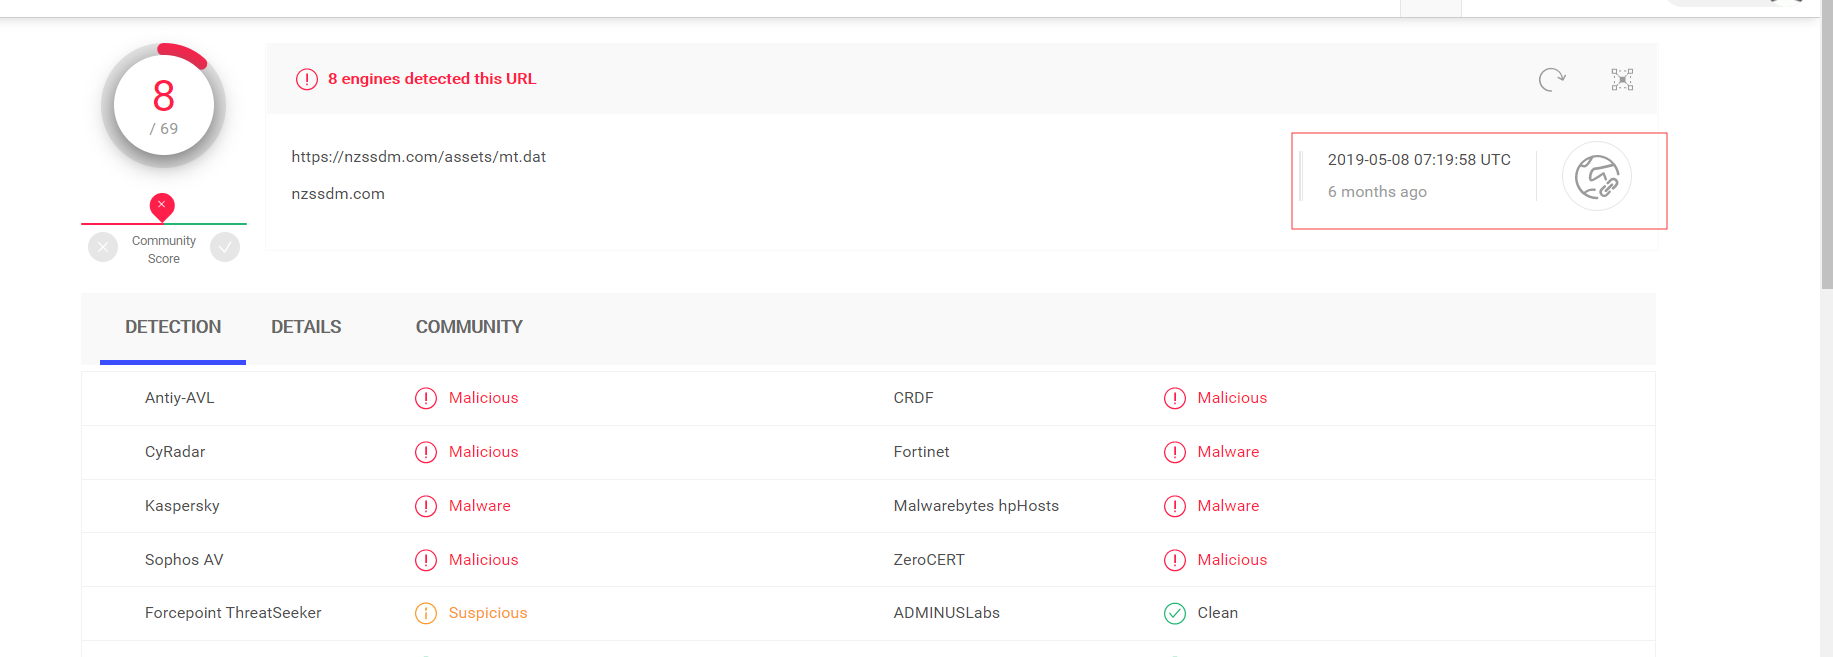 8
/ 69
Community
Score
8 engines detected this URL
https://nzssdm.com/assets/mt.dat
nzssdm.com
2019-05-08 07:19:58 UTC
6 months ago
DETECTION DETAILS COMMUNITY
Antiy-AVL Malicious CRDF Malicious
CyRadar Malicious Fortinet Malware
Kaspersky Malware Malwarebytes hpHosts Malware
Sophos AV Malicious ZeroCERT Malicious
Forcepoint ThreatSeeker Suspicious ADMINUSLabs Clean